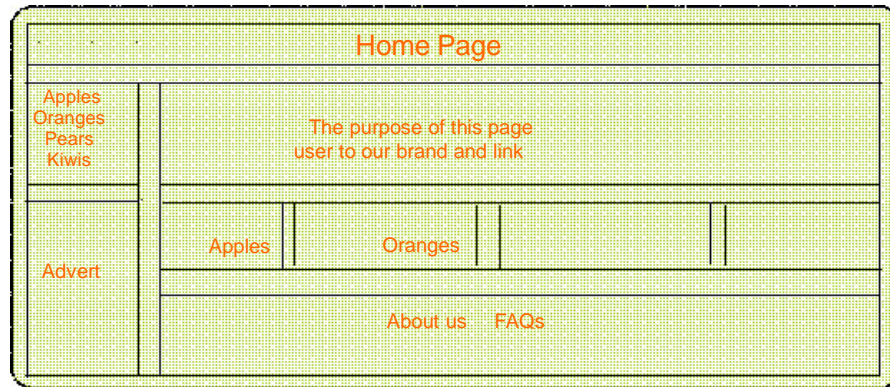 Home Page
Apples
Oranges
Pears
Kiwis
The purpose of this page
user to our brand and link
Apples Oranges
Advert
About us FAQs